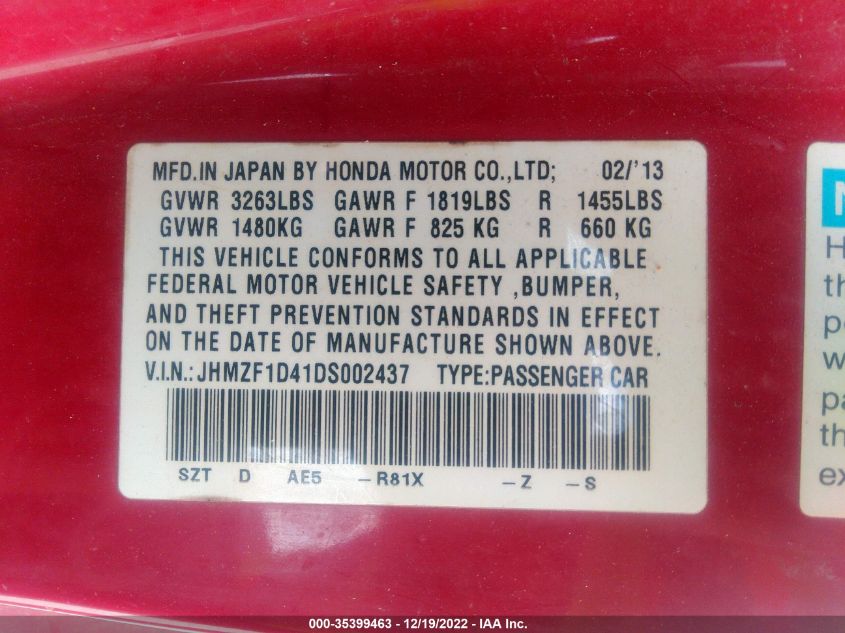 MFD.IN JAPAN BY HONDA MOTOR CO.,LTD; 02/'13
GVWR 3263LBS GAWR F 1819LBS R 1455LBS
GVWR 1480KG GAWR F 825 KG R 660 KG
THIS VEHICLE CONFORMS TO ALL APPLICABLE
FEDERAL MOTOR VEHICLE SAFETY ,BUMPER,
AND THEFT PREVENTION STANDARDS IN EFFECT
ON THE DATE OF MANUFACTURE SHOWN ABOVE.
V.I.N.: JHMZF1D41DS002437 TYPE:PASSENGER CAR
SZT D AE5 –R81X –Z –S
000-35399463 - 12/19/2022 - IAA Inc.